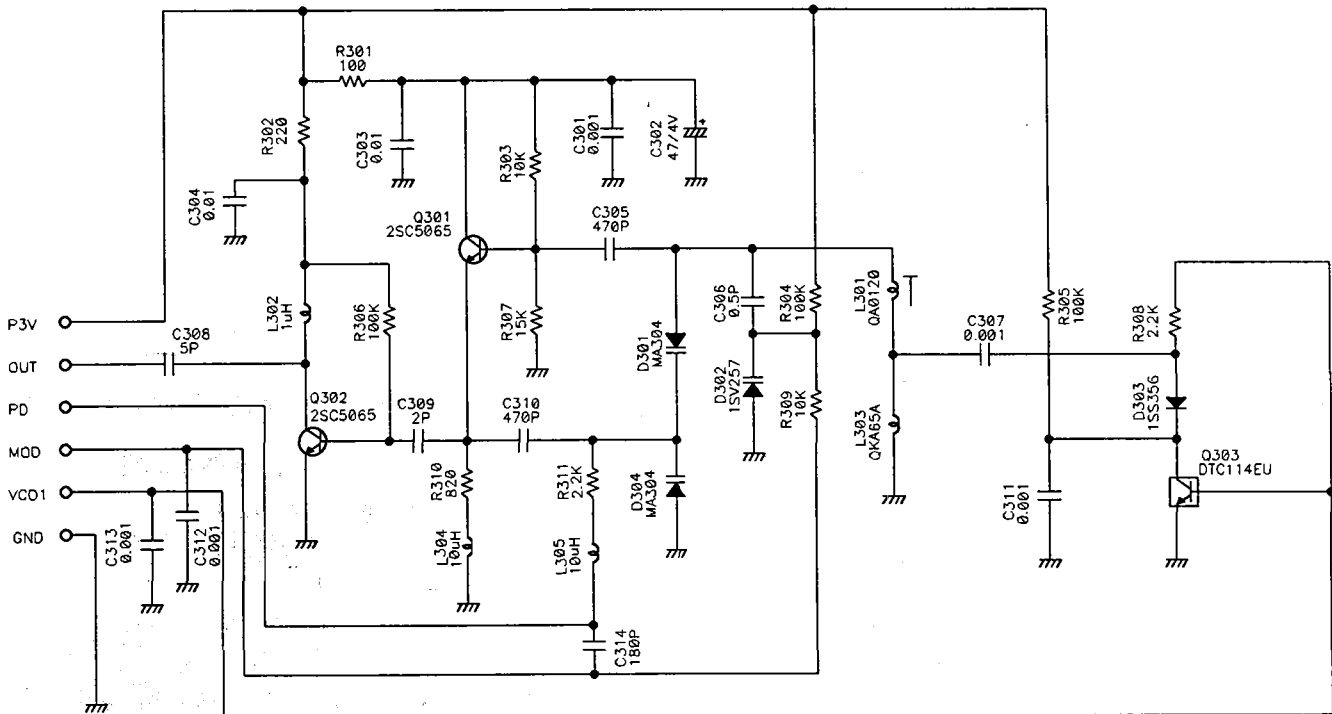 R301
100
R302
220
C303
0.01
R303
10K
C301
0.001
C302
+
47/4V
C304
0.01
Q301
2SC5065
C305
470P
L302
1uH
R306
100K
R307
15K
D301
MA304
C306
0.5P
R304
100K
L301
QA0120
T
R305
100K
R308
2.2K
C307
0.001
P3V
C308
5P
OUT
PD
MOD
VCO1
GND
Q302
2SC5065
C309
2P
C310
470P
D302
1SV257
R309
10K
L303
QKA65A
D303
1SS356
Q303
DTC114EU
C311
0.001
R310
820
R311
2.2K
D304
MA304
L304
10uH
L305
10uH
C313
0.001
C312
0.001
C314
180P